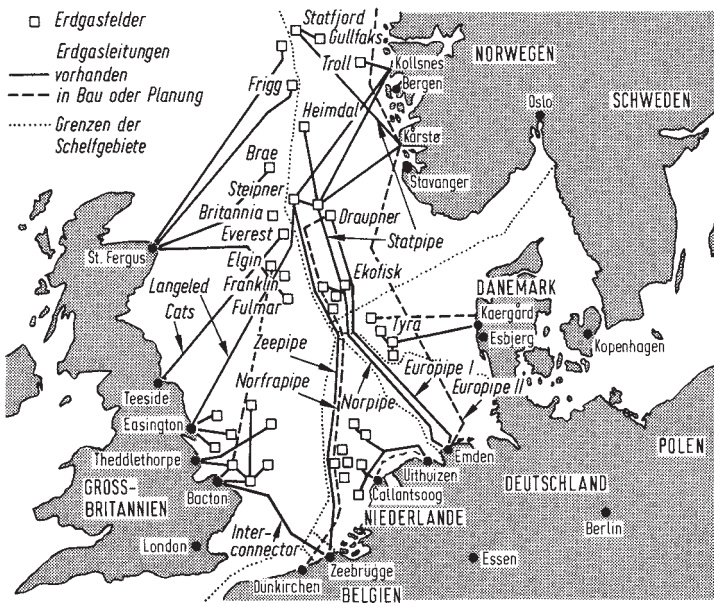 Erdgasfelder
Erdgasleitungen
vorhanden
in Bau oder Planung
Grenzen der
Schelfgebiete
Statfjord
Gullfaks
Troll
Kollsnes
Bergen
NORWEGEN
Oslo
SCHWEDEN
Frigg
Heimdal
Karstø
Stavanger
Brae
Sleipner
Britannia
Everest
Draupner
Statpipe
St. Fergus
Elgin
Franklin
Fulmar
Ekofisk
Langeled
Cats
DÄNEMARK
Kaergård
Tyra
Esbjerg
Kopenhagen
Zeepipe
Norfrapipe
Europipe I
Europipe II
Norpipe
Teeside
Easington
Theddlethorpe
Bacton
GROSS-
BRITANNIEN
London
Inter-
connector
Emden
Uithuizen
Callantsoog
NIEDERLANDE
DEUTSCHLAND
POLEN
Berlin
Essen
Zeebrügge
Dünkirchen
BELGIEN